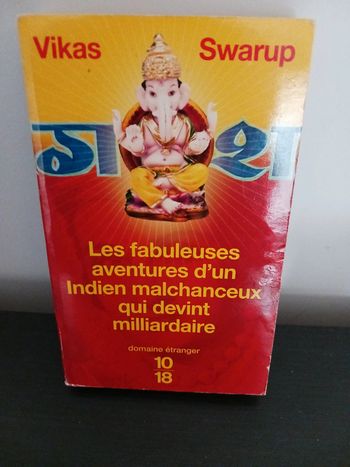 Vikas Swarup
Les fabuleuses
aventures d'un
Indien malchanceux
qui devint
milliardaire
domaine étranger
10
18